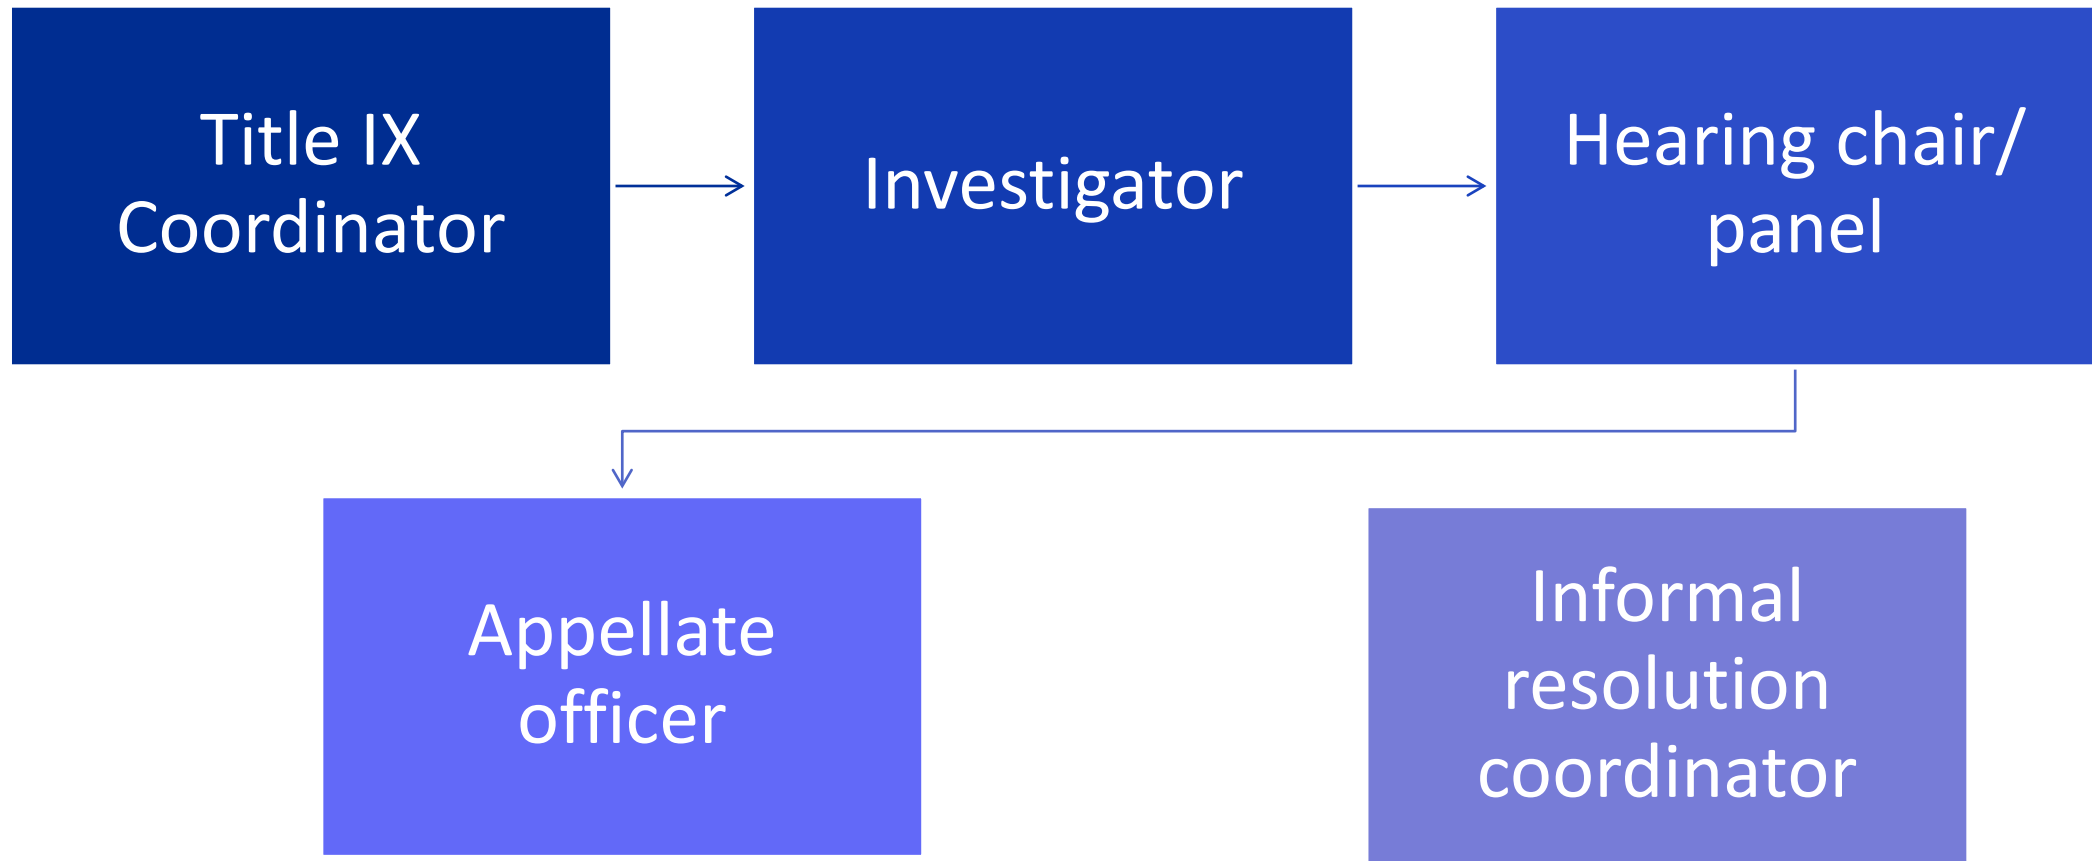 Title IX
Coordinator
Investigator
Hearing chair/
panel
Appellate
officer
Informal
resolution
coordinator